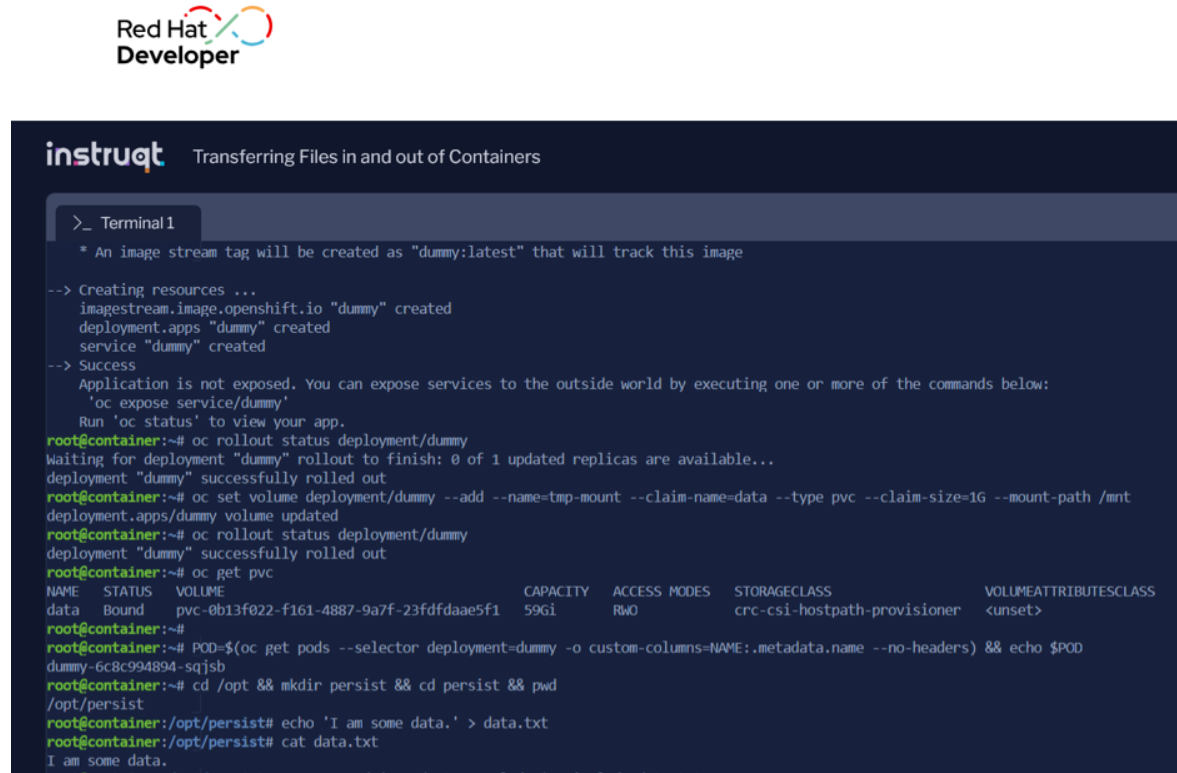 Red Hat
Developer
instruqt Transferring Files in and out of Containers
>_ Terminal 1
* An image stream tag will be created as "dummy:latest" that will track this image
--> Creating resources ...
imagestream.image.openshift.io "dummy" created
deployment.apps "dummy" created
service "dummy" created
--> Success
Application is not exposed. You can expose services to the outside world by executing one or more of the commands below:
'oc expose service/dummy'
Run 'oc status' to view your app.
root@container:~# oc rollout status deployment/dummy
Waiting for deployment "dummy" rollout to finish: 0 of 1 updated replicas are available...
deployment "dummy" successfully rolled out
root@container:~# oc set volume deployment/dummy --add --name=tmp-mount --claim-name=data --type pvc --claim-size=1G --mount-path /mnt
deployment.apps/dummy volume updated
root@container:~# oc rollout status deployment/dummy
deployment "dummy" successfully rolled out
root@container:~# oc get pvc
NAME STATUS VOLUME CAPACITY ACCESS MODES STORAGECLASS VOLUMEATTRIBUTESCLASS
data Bound pvc-0b13f022-f161-4887-9a7f-23fdfdaae5f1 59Gi RWO crc-csi-hostpath-provisioner <unset>
root@container:~#
root@container:~# POD=$(oc get pods --selector deployment=dummy -o custom-columns=NAME:.metadata.name --no-headers) && echo $POD
dummy-6c8c994894-sqjsb
root@container:~# cd /opt && mkdir persist && cd persist && pwd
/opt/persist
root@container:/opt/persist# echo 'I am some data.' > data.txt
root@container:/opt/persist# cat data.txt
I am some data.